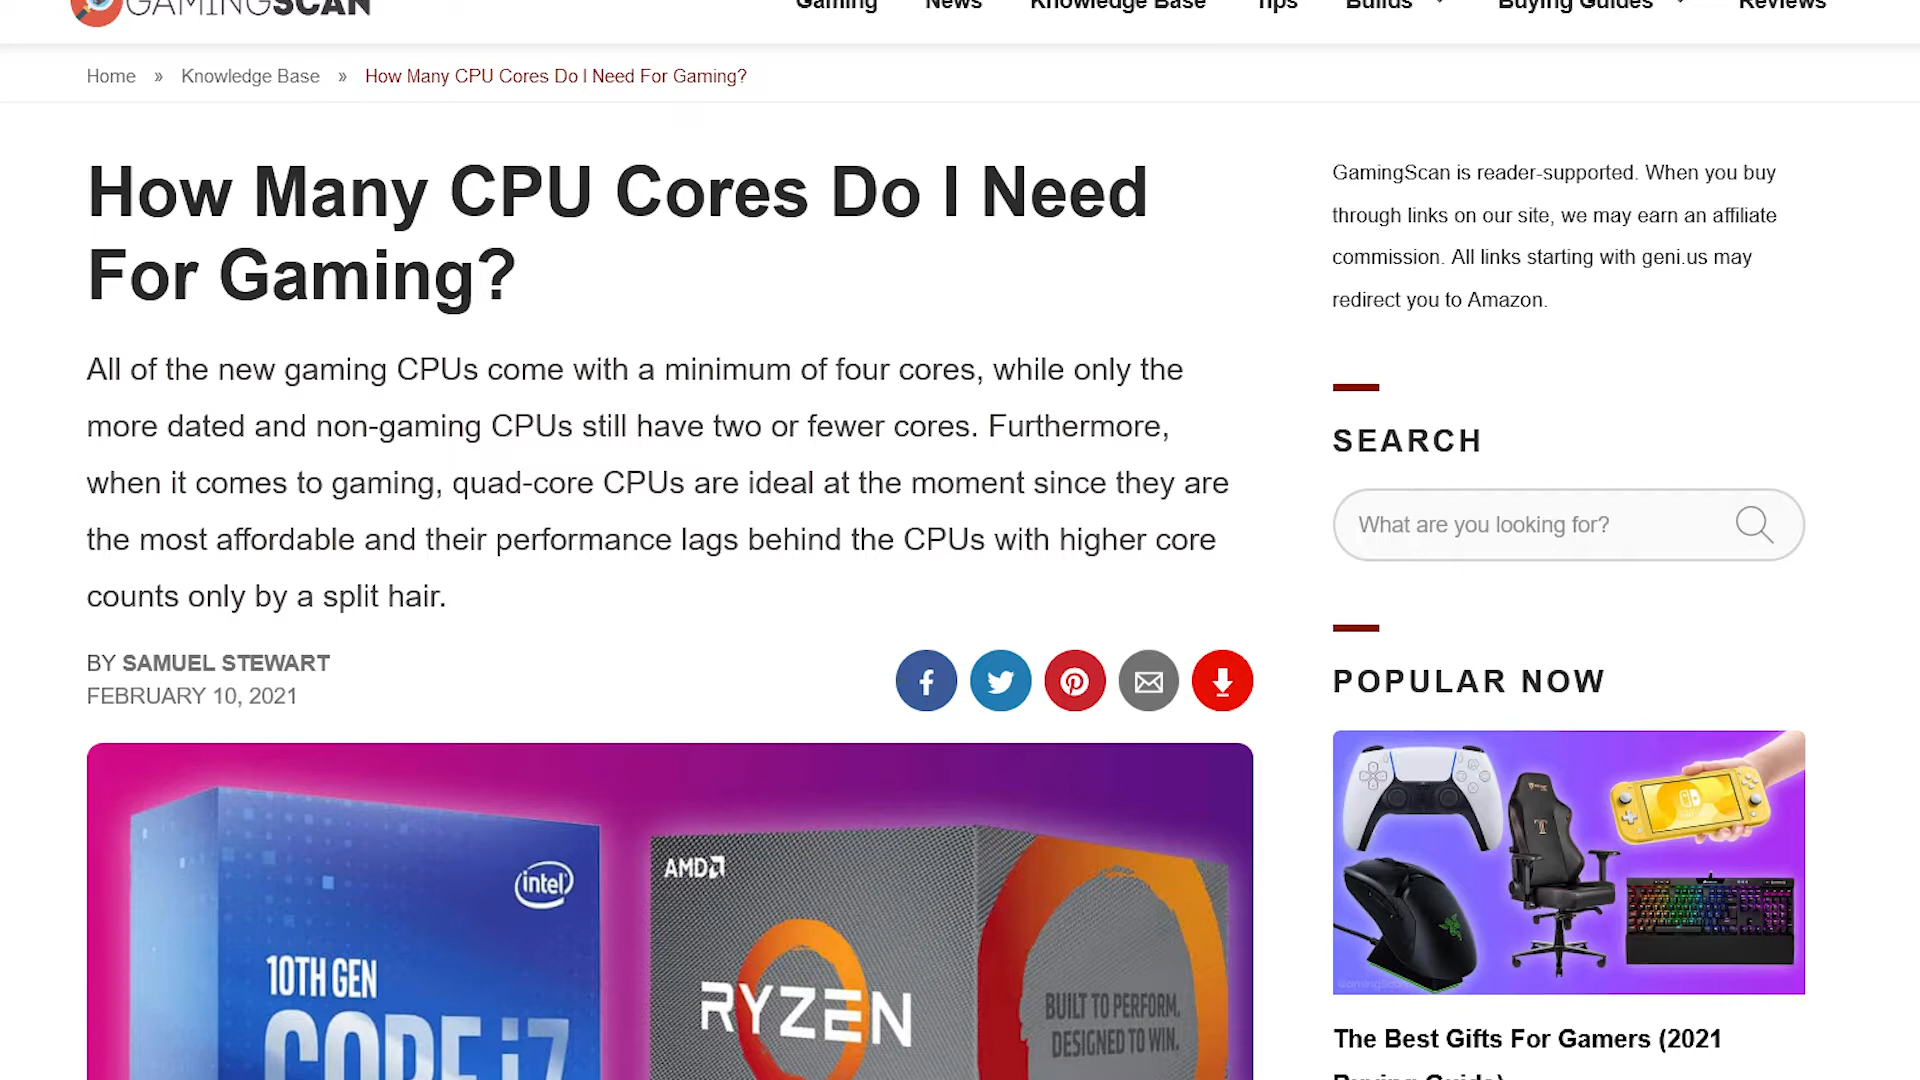 GAMINGSCAN
Gaming News Knowledge Base Tips Builds Buying Guides Reviews
Home » Knowledge Base » How Many CPU Cores Do I Need For Gaming?
How Many CPU Cores Do I Need
For Gaming?
All of the new gaming CPUs come with a minimum of four cores, while only the
more dated and non-gaming CPUs still have two or fewer cores. Furthermore,
when it comes to gaming, quad-core CPUs are ideal at the moment since they are
the most affordable and their performance lags behind the CPUs with higher core
counts only by a split hair.
BY SAMUEL STEWART
FEBRUARY 10, 2021
intel
10TH GEN
CORE i7
AMD
RYZEN
BUILT TO PERFORM.
DESIGNED TO WIN.
GamingScan is reader-supported. When you buy
through links on our site, we may earn an affiliate
commission. All links starting with geni.us may
redirect you to Amazon.
SEARCH
What are you looking for?
POPULAR NOW
GamingScan
The Best Gifts For Gamers (2021
Buying Guide)